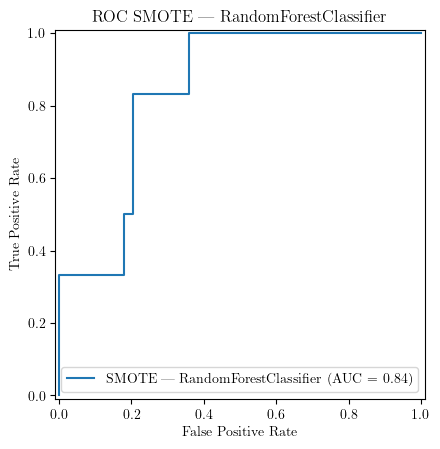 ROC SMOTE — RandomForestClassifier
1.0
0.8
0.6
0.4
0.2
0.0
True Positive Rate
SMOTE — RandomForestClassifier (AUC = 0.84)
0.0 0.2 0.4 0.6 0.8 1.0
False Positive Rate